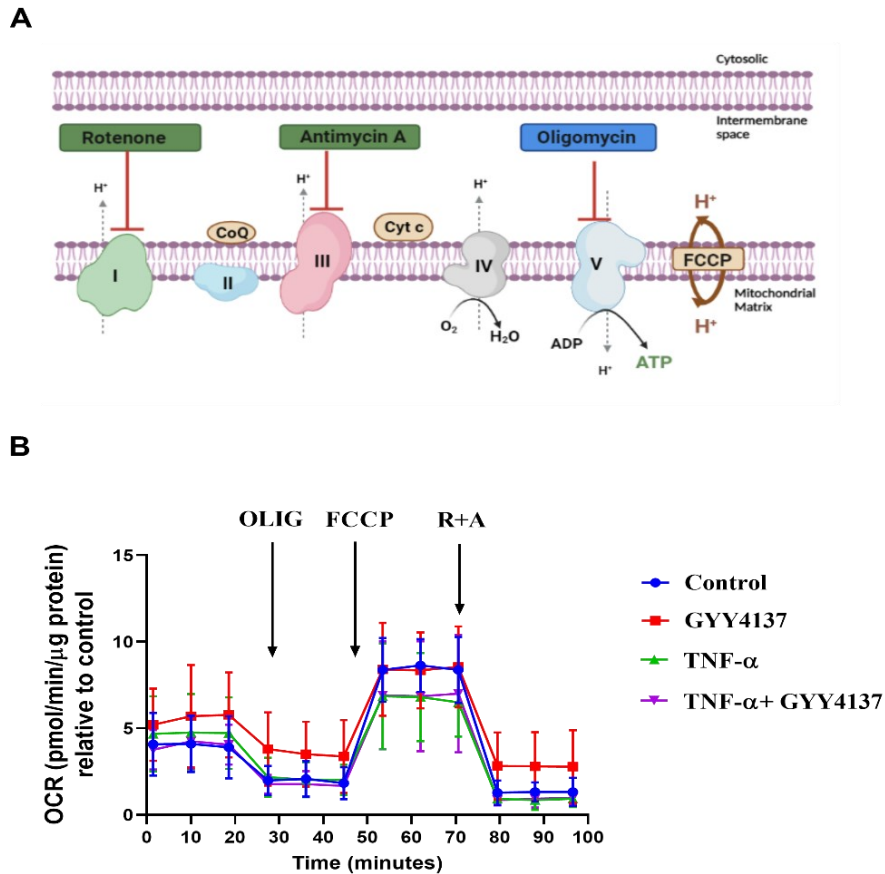 A
Cytosolic
Intermembrane
space
Rotenone
Antimycin A
Oligomycin
H⁺
H⁺
H⁺
H⁺
CoQ
Cyt c
I
II
III
IV
V
FCCP
Mitochondrial
Matrix
O₂
H₂O
ADP
ATP
H⁺
H⁺
B
OLIG
FCCP
R+A
OCR (pmol/min/µg protein)
relative to control
15
10
5
0
0
10
20
30
40
50
60
70
80
90
100
Time (minutes)
Control
GYY4137
TNF-α
TNF-α+ GYY4137